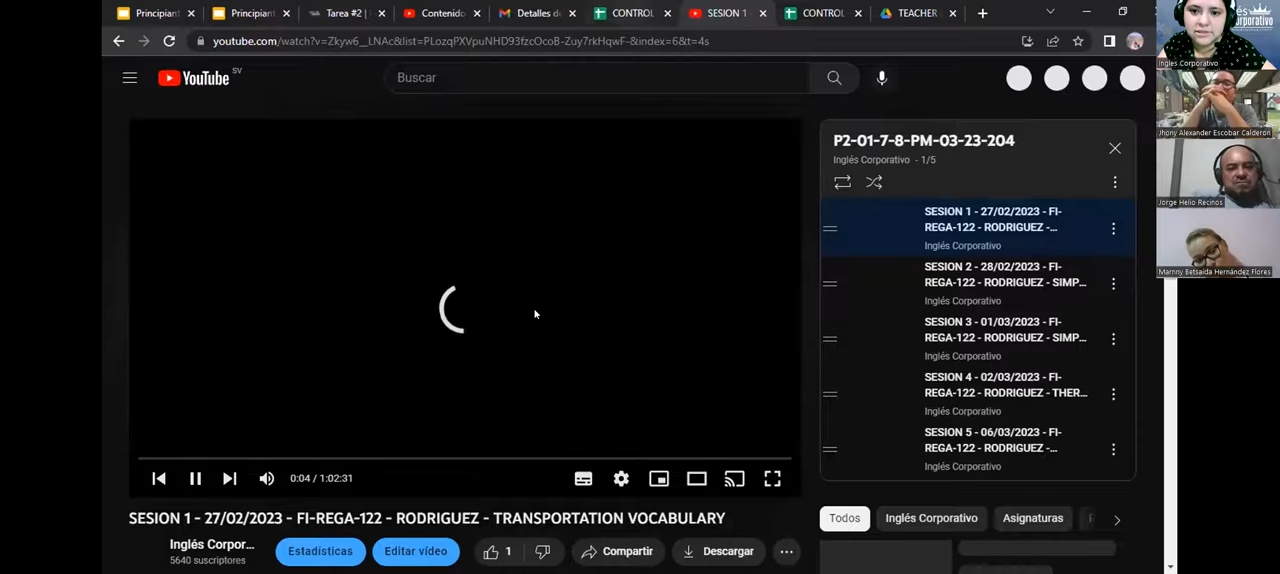 Principiant
Principiant
Tarea #2 |
Contenido
Detalles de
CONTROL
SESION 1 -
CONTROL -
TEACHER
youtube.com/watch?v=Zkyw6__LNAc&list=PLozqPXVpuNHD93fzcOcoB-Zuy7rkHqwF-&index=6&t=4s
YouTube SV
Buscar
P2-01-7-8-PM-03-23-204
Inglés Corporativo - 1/5
SESION 1 - 27/02/2023 - FI-
REGA-122 - RODRIGUEZ -...
Inglés Corporativo
SESION 2 - 28/02/2023 - FI-
REGA-122 - RODRIGUEZ - SIMP...
Inglés Corporativo
SESION 3 - 01/03/2023 - FI-
REGA-122 - RODRIGUEZ - SIMP...
Inglés Corporativo
SESION 4 - 02/03/2023 - FI-
REGA-122 - RODRIGUEZ - THER...
Inglés Corporativo
SESION 5 - 06/03/2023 - FI-
REGA-122 - RODRIGUEZ -...
Inglés Corporativo
0:04 / 1:02:31
SESION 1 - 27/02/2023 - FI-REGA-122 - RODRIGUEZ - TRANSPORTATION VOCABULARY
Inglés Corpor...
5640 suscriptores
Estadísticas
Editar vídeo
1
Compartir
Descargar
Todos
Inglés Corporativo
Asignaturas
Ingles Corporativo
Jhony Alexander Escobar Calderon
Jorge Helio Recinos
Marnny Betsaida Hernández Flores